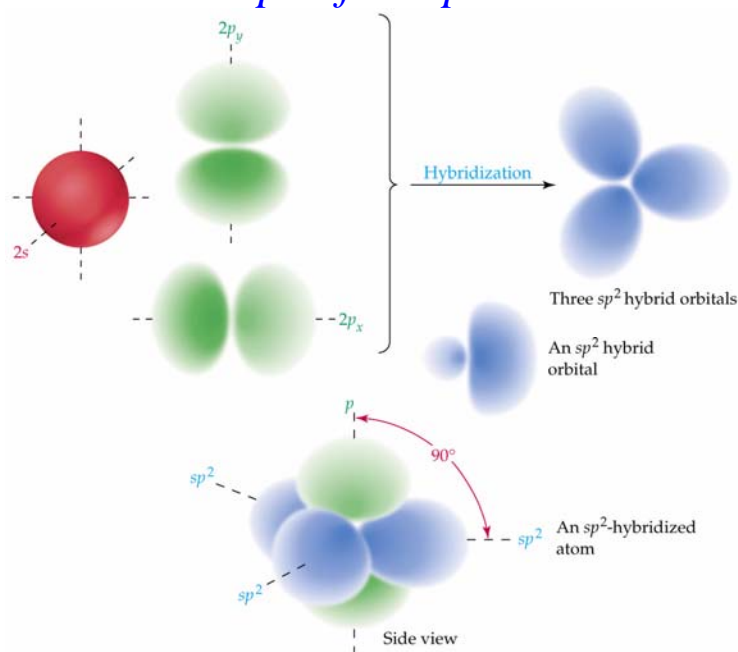 2p_y
2s
2p_x
Hybridization
Three sp² hybrid orbitals
An sp² hybrid
orbital
p
90°
sp²
sp²
sp²
An sp²-hybridized
atom
Side view